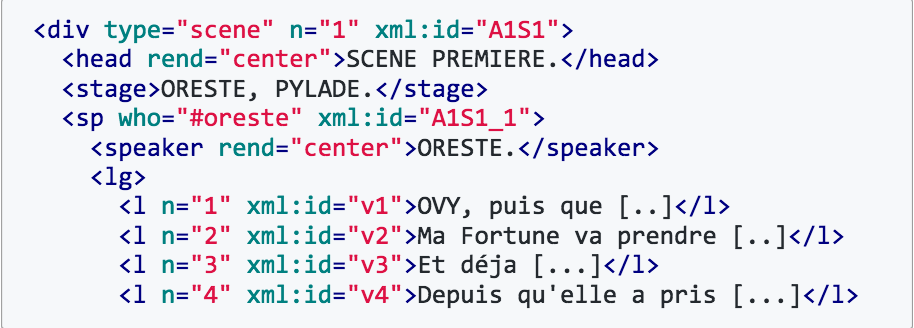 <div type="scene" n="1" xml:id="A1S1">
  <head rend="center">SCENE PREMIERE.</head>
  <stage>ORESTE, PYLADE.</stage>
  <sp who="#oreste" xml:id="A1S1_1">
    <speaker rend="center">ORESTE.</speaker>
    <lg>
      <l n="1" xml:id="v1">OVY, puis que [..]</l>
      <l n="2" xml:id="v2">Ma Fortune va prendre [..]</l>
      <l n="3" xml:id="v3">Et déja [...]</l>
      <l n="4" xml:id="v4">Depuis qu'elle a pris [...]</l>